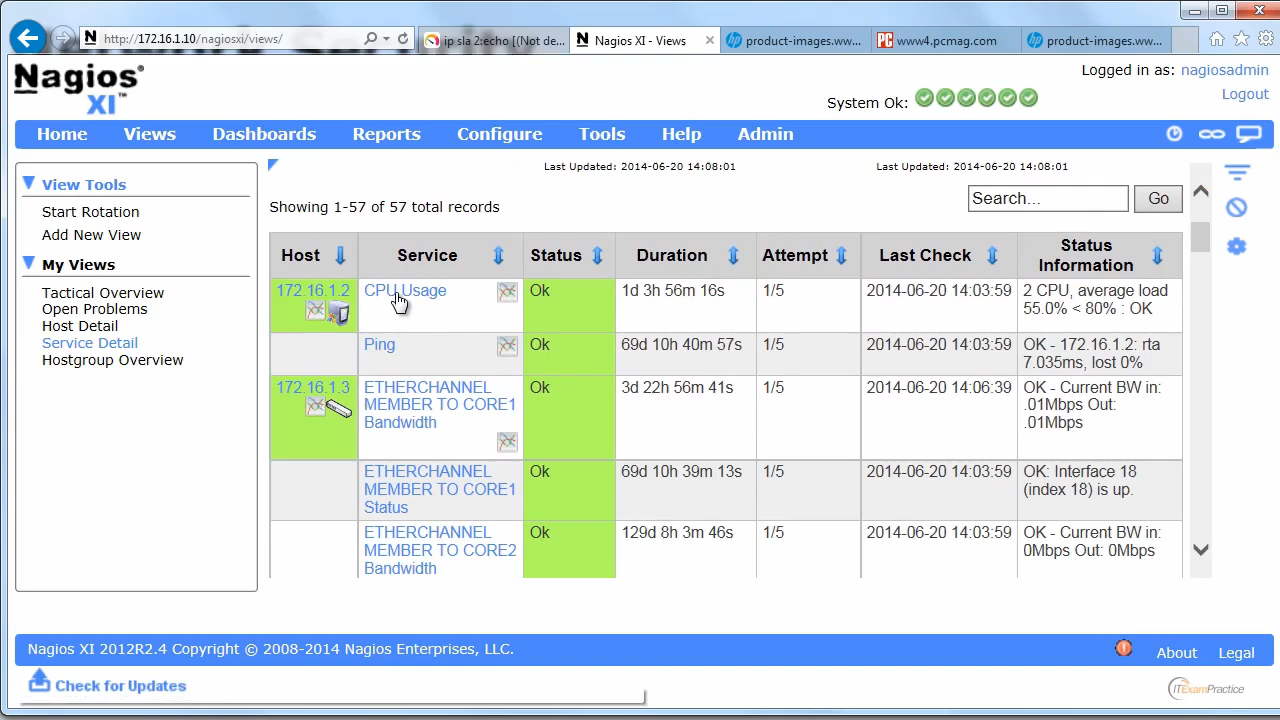 http://172.16.1.10/nagiosxi/views/
ip sla 2:echo [(Not de...
Nagios XI - Views
product-images.ww...
www4.pcmag.com
product-images.ww...
Nagios®
XI™
Logged in as: nagiosadmin
System Ok:
Logout
Home Views Dashboards Reports Configure Tools Help Admin
View Tools
Start Rotation
Add New View
My Views
Tactical Overview
Open Problems
Host Detail
Service Detail
Hostgroup Overview
Last Updated: 2014-06-20 14:08:01
Last Updated: 2014-06-20 14:08:01
Showing 1-57 of 57 total records
Search...
Go
Host Service Status Duration Attempt Last Check Status Information
172.16.1.2 CPU Usage Ok 1d 3h 56m 16s 1/5 2014-06-20 14:03:59 2 CPU, average load
55.0% < 80% : OK
Ping Ok 69d 10h 40m 57s 1/5 2014-06-20 14:03:59 OK - 172.16.1.2: rta
7.035ms, lost 0%
172.16.1.3 ETHERCHANNEL Ok 3d 22h 56m 41s 1/5 2014-06-20 14:06:39 OK - Current BW in:
MEMBER TO CORE1 .01Mbps Out:
Bandwidth .01Mbps
ETHERCHANNEL Ok 69d 10h 39m 13s 1/5 2014-06-20 14:03:59 OK: Interface 18
MEMBER TO CORE1 (index 18) is up.
Status
ETHERCHANNEL Ok 129d 8h 3m 46s 1/5 2014-06-20 14:03:59 OK - Current BW in:
MEMBER TO CORE2 0Mbps Out: 0Mbps
Bandwidth
Nagios XI 2012R2.4 Copyright © 2008-2014 Nagios Enterprises, LLC.
About Legal
Check for Updates
ITExamPractice